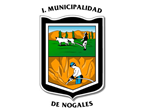 I. MUNICIPALIDAD
DE NOGALES